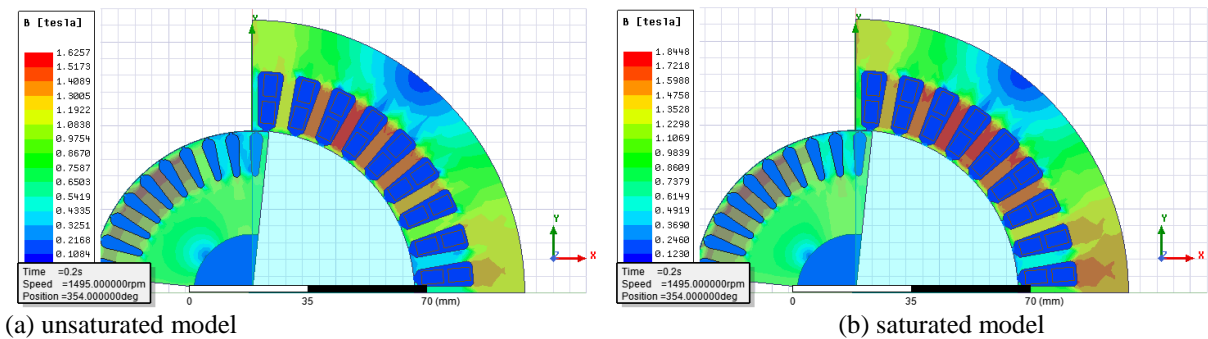 B [tesla]
1.6257
1.5173
1.4089
1.3005
1.1922
1.0838
0.9754
0.8670
0.7587
0.6503
0.5419
0.4335
0.3251
0.2168
0.1084
Time =0.2s
Speed =1495.000000rpm
Position =354.000000deg
Y
Y
X
Z
0 35 70 (mm)
(a) unsaturated model
B [tesla]
1.8448
1.7218
1.5988
1.4758
1.3528
1.2298
1.1069
0.9839
0.8609
0.7379
0.6149
0.4919
0.3690
0.2460
0.1230
Time =0.2s
Speed =1495.000000rpm
Position =354.000000deg
Y
Y
X
Z
0 35 70 (mm)
(b) saturated model